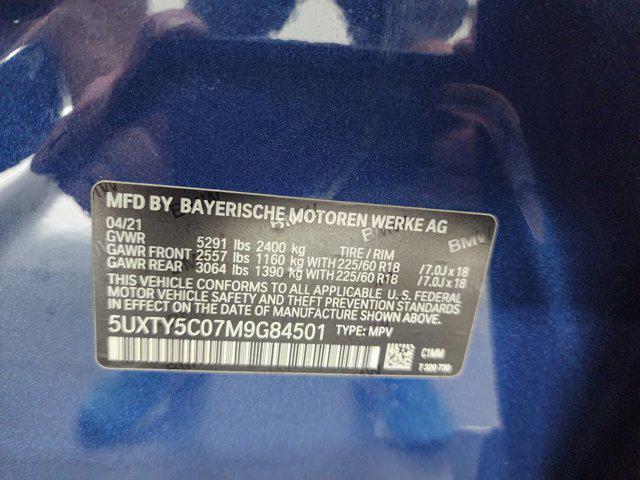 MFD BY BAYERISCHE MOTOREN WERKE AG
04/21
GVWR 5291 lbs 2400 kg TIRE / RIM
GAWR FRONT 2557 lbs 1160 kg WITH 225/60 R18 /7.0J x 18
GAWR REAR 3064 lbs 1390 kg WITH 225/60 R18 /7.0J x 18
THIS VEHICLE CONFORMS TO ALL APPLICABLE U.S. FEDERAL
MOTOR VEHICLE SAFETY AND THEFT PREVENTION STANDARDS
IN EFFECT ON THE DATE OF MANUFACTURE SHOWN ABOVE.
5UXTY5C07M9G84501 TYPE: MPV
C1MM
7 320 730